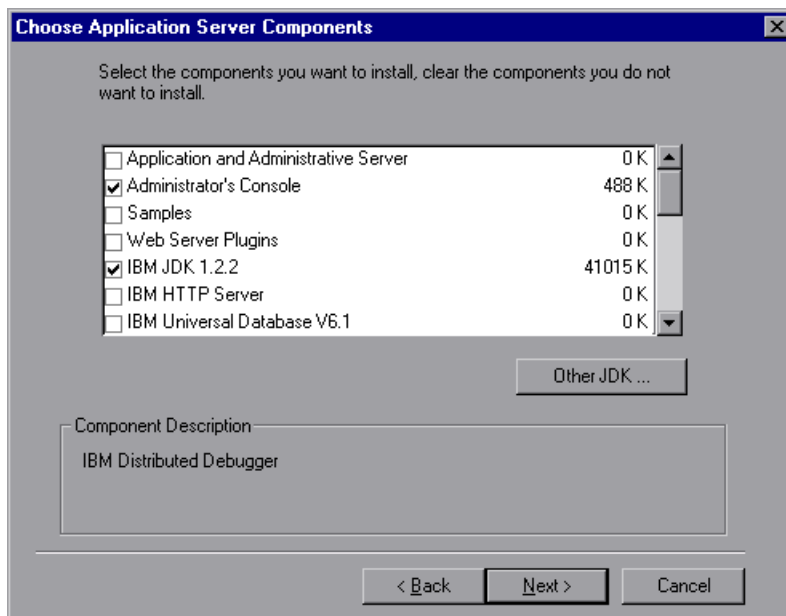 Choose Application Server Components
Select the components you want to install, clear the components you do not
want to install.
Application and Administrative Server 0 K
Administrator's Console 488 K
Samples 0 K
Web Server Plugins 0 K
IBM JDK 1.2.2 41015 K
IBM HTTP Server 0 K
IBM Universal Database V6.1 0 K
Other JDK ...
Component Description
IBM Distributed Debugger
< Back Next > Cancel